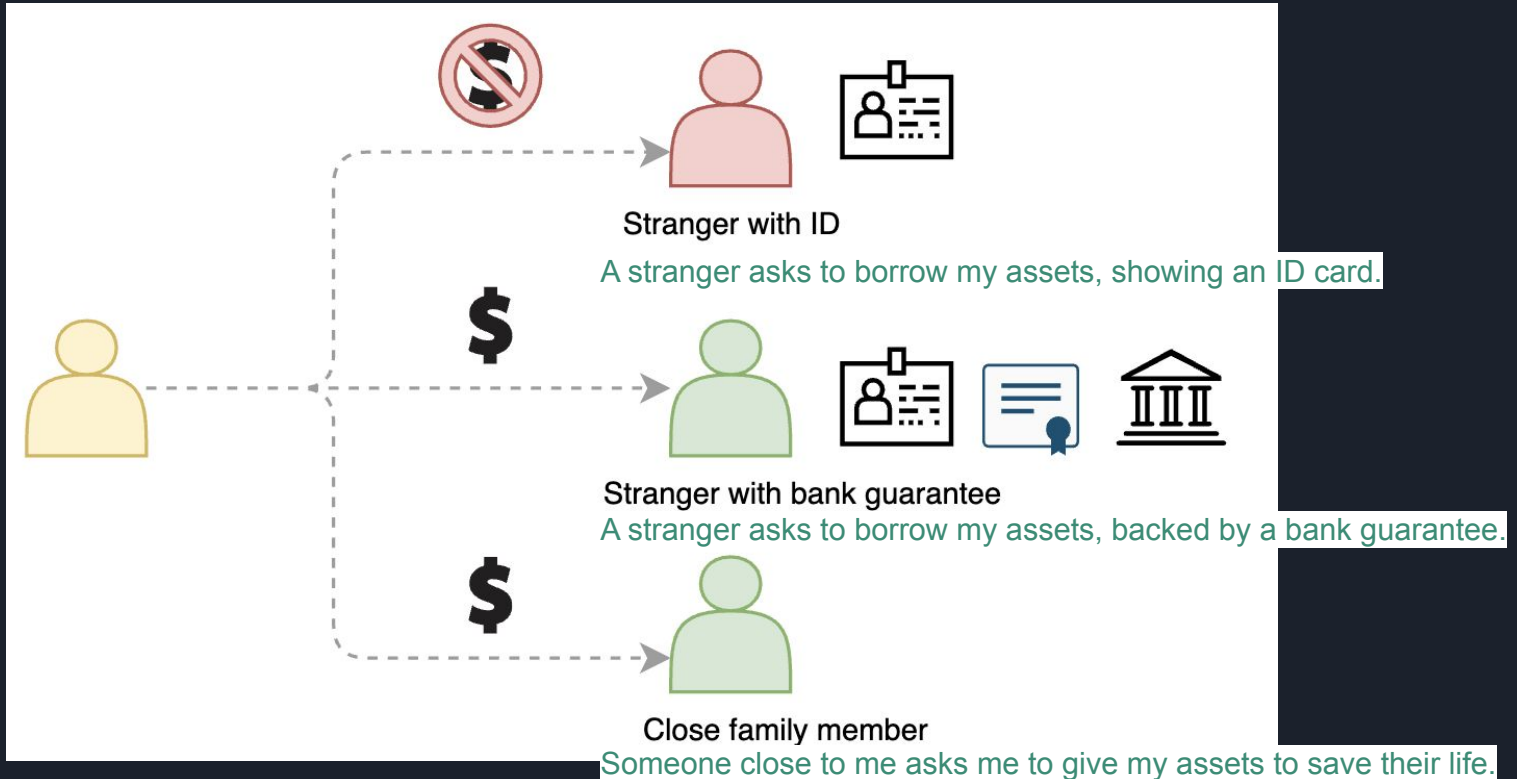 $
Stranger with ID
A stranger asks to borrow my assets, showing an ID card.
$
Stranger with bank guarantee
A stranger asks to borrow my assets, backed by a bank guarantee.
$
Close family member
Someone close to me asks me to give my assets to save their life.